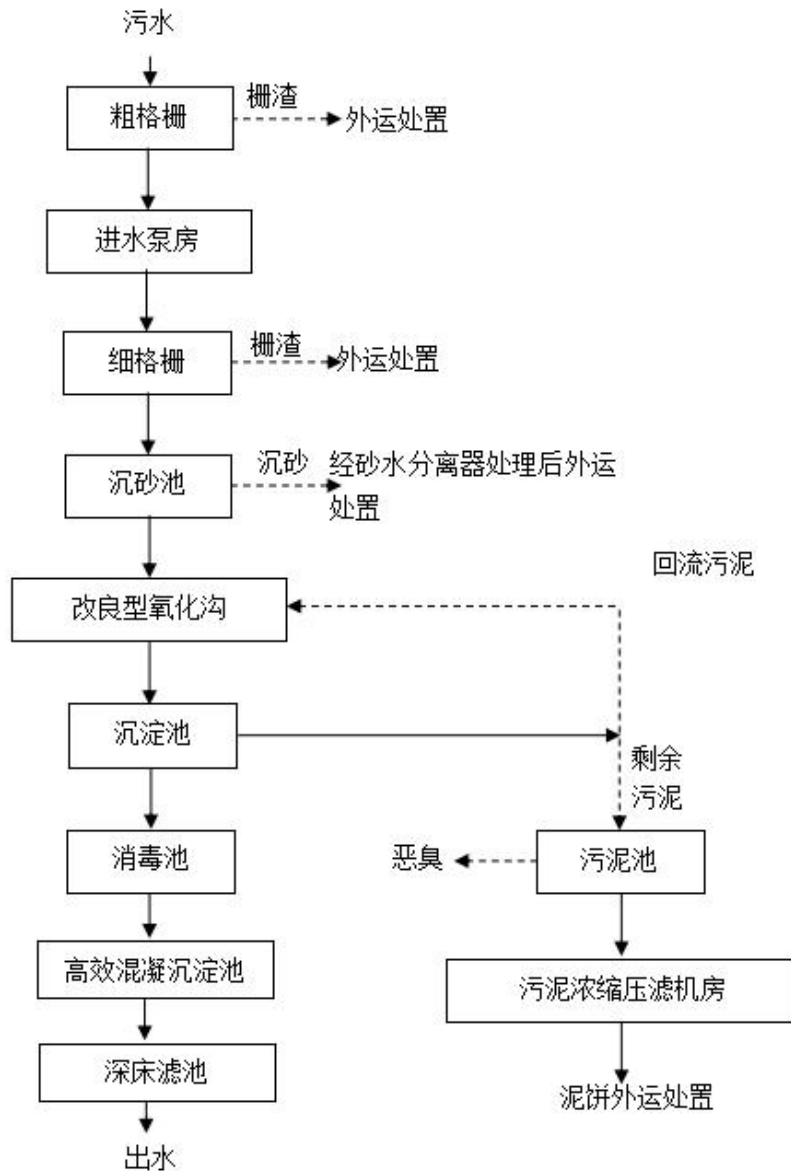 污水
粗格栅
栅渣
外运处置
进水泵房
细格栅
栅渣
外运处置
沉砂池
沉砂
经砂水分离器处理后外运
处置
回流污泥
改良型氧化沟
沉淀池
剩余
污泥
消毒池
恶臭
污泥池
高效混凝沉淀池
污泥浓缩压滤机房
深床滤池
泥饼外运处置
出水